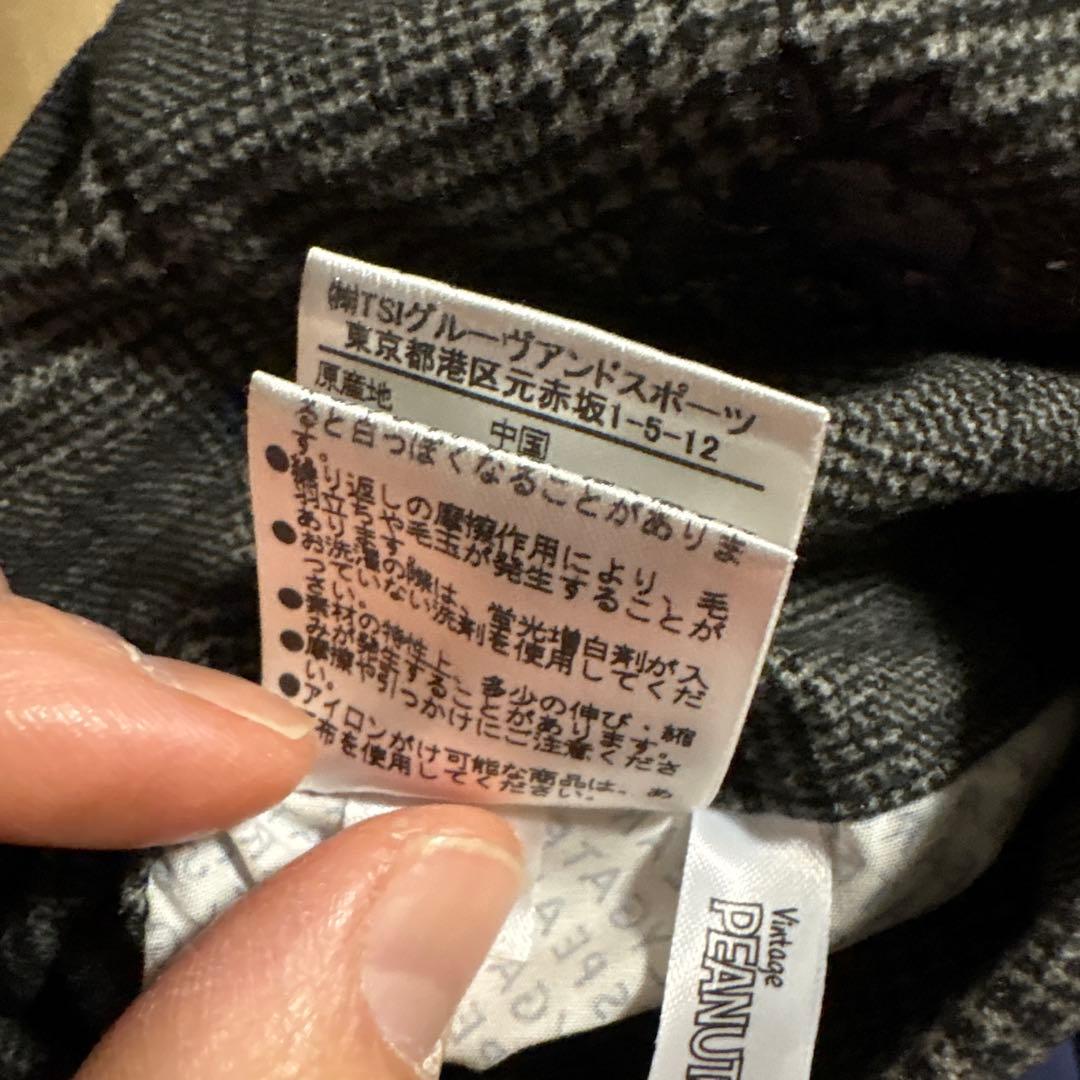 ㈱TSIグルーヴアンドスポーツ
東京都港区元赤坂1-5-12
原産地
中国
ると白っぽくなることがありま
す。
●繰り返しの摩擦作用により、毛
羽立ちや毛玉が発生することが
あります。
●お洗濯の際は、蛍光増白剤が入
っていない洗剤を使用してくだ
さい。
●素材の特性上、多少の伸び・縮
みが発生することがあります。
●摩擦や引っかけにご注意くださ
い。
●アイロンがけ可能な商品は、あ
布を使用してください。
Vintage
PEANUT